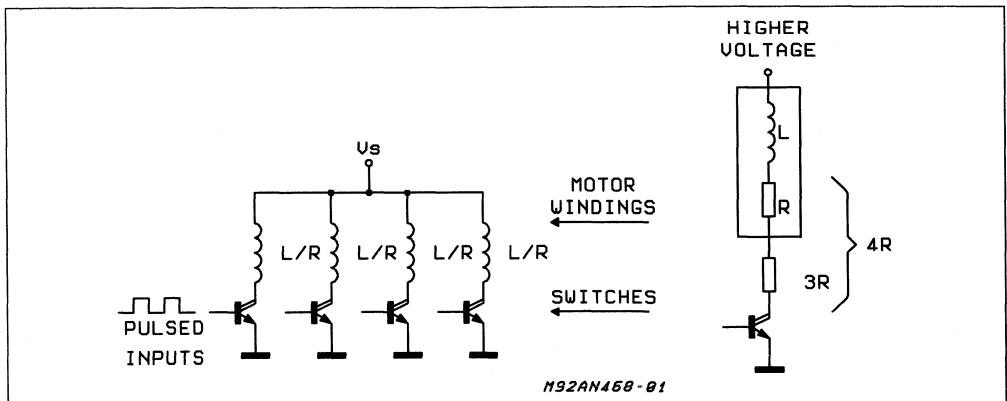 HIGHER
VOLTAGE
L
Vs
MOTOR
WINDINGS
R
4R
L/R L/R L/R L/R
3R
SWITCHES
PULSED
INPUTS
M92AN468-01